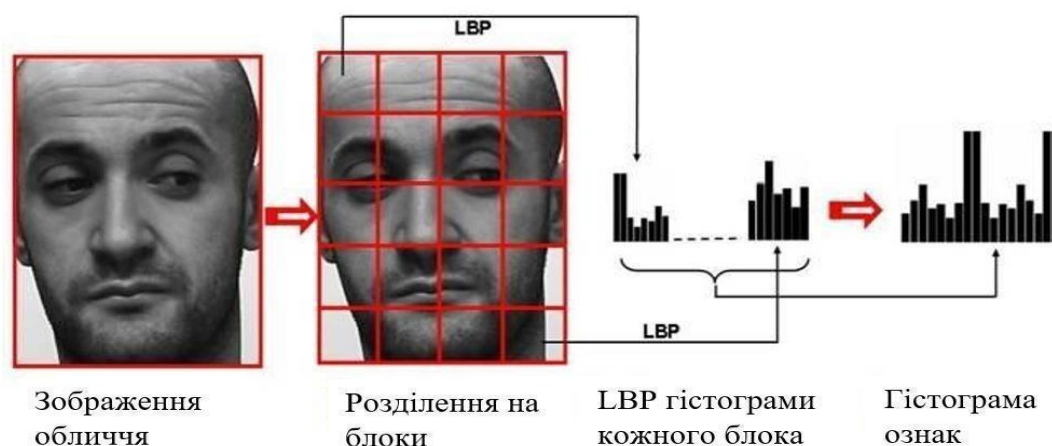 LBP
LBP
Зображення
обличчя
Розділення на
блоки
LBP гістограми
кожного блока
Гістограма
ознак